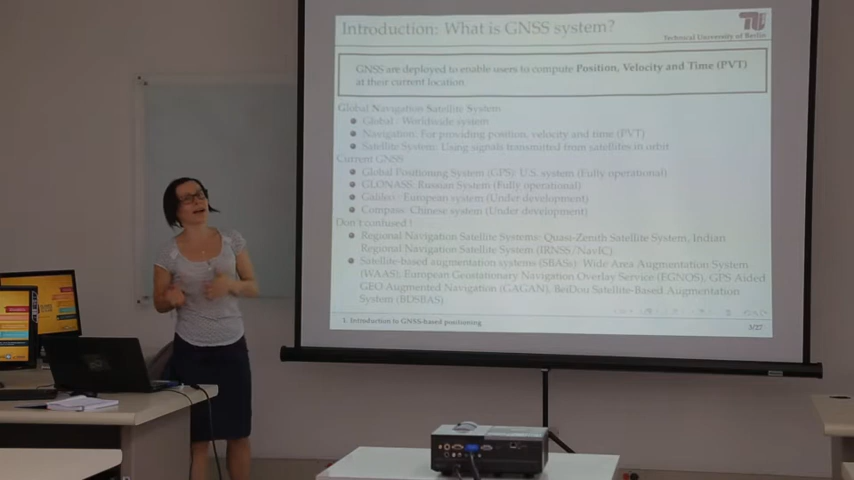 Introduction: What is GNSS system?
Technical University of Berlin
GNSS are deployed to enable users to compute Position, Velocity and Time (PVT)
at their current location.
Global Navigation Satellite System
Global : Worldwide system
Navigation: For providing position, velocity and time (PVT)
Satellite System: Using signals transmitted from satellites in orbit
Current GNSS
Global Positioning System (GPS): U.S. system (Fully operational)
GLONASS: Russian System (Fully operational)
Galileo: European system (Under development)
Compass: Chinese system (Under development)
Don't confused !
Regional Navigation Satellite Systems: Quasi-Zenith Satellite System, Indian
Regional Navigation Satellite System (IRNSS/NavIC)
Satellite-based augmentation systems (SBASs): Wide Area Augmentation System
(WAAS): European Geostationary Navigation Overlay Service (EGNOS), GPS Aided
GEO Augmented Navigation (GAGAN), BeiDou Satellite-Based Augmentation
System (BDSBAS)
1. Introduction to GNSS-based positioning
3/27